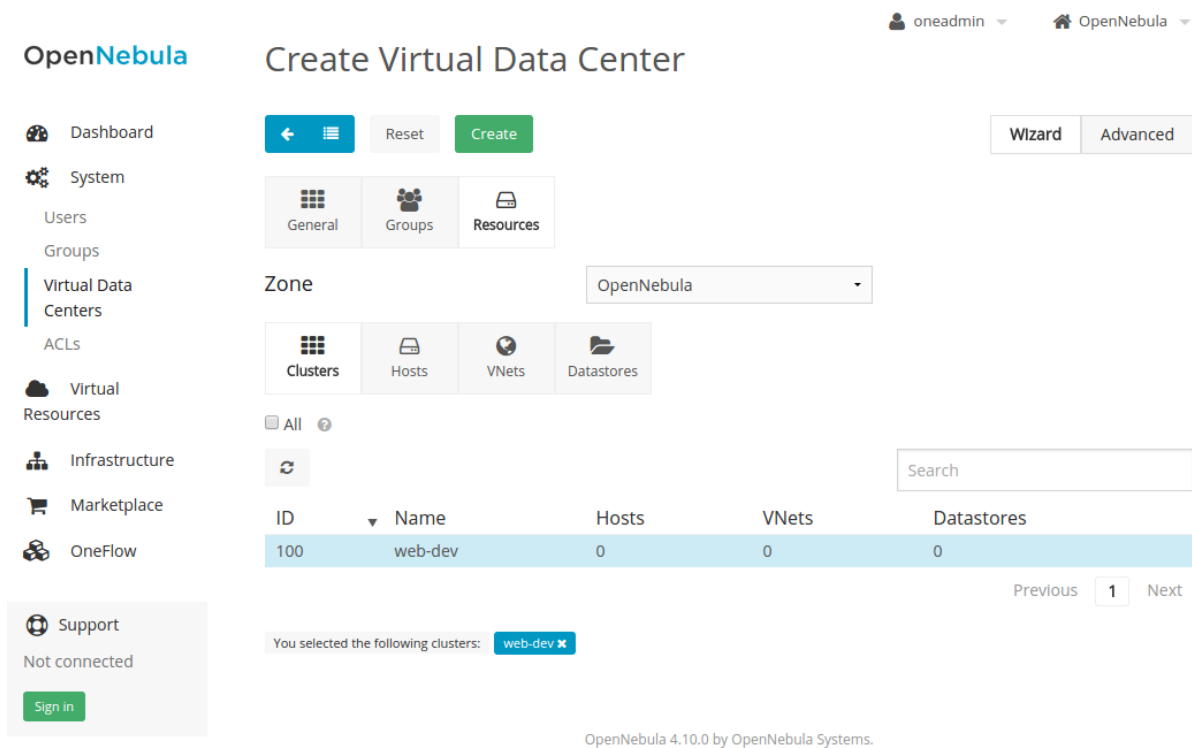 oneadmin OpenNebula
OpenNebula
Create Virtual Data Center
Dashboard
System
Users
Groups
Virtual Data
Centers
ACLs
Virtual
Resources
Infrastructure
Marketplace
OneFlow
Support
Not connected
Sign in
Reset Create WIzard Advanced
General Groups Resources
Zone OpenNebula
Clusters Hosts VNets Datastores
All ?
Search
ID Name Hosts VNets Datastores
100 web-dev 0 0 0
Previous 1 Next
You selected the following clusters: web-dev
OpenNebula 4.10.0 by OpenNebula Systems.